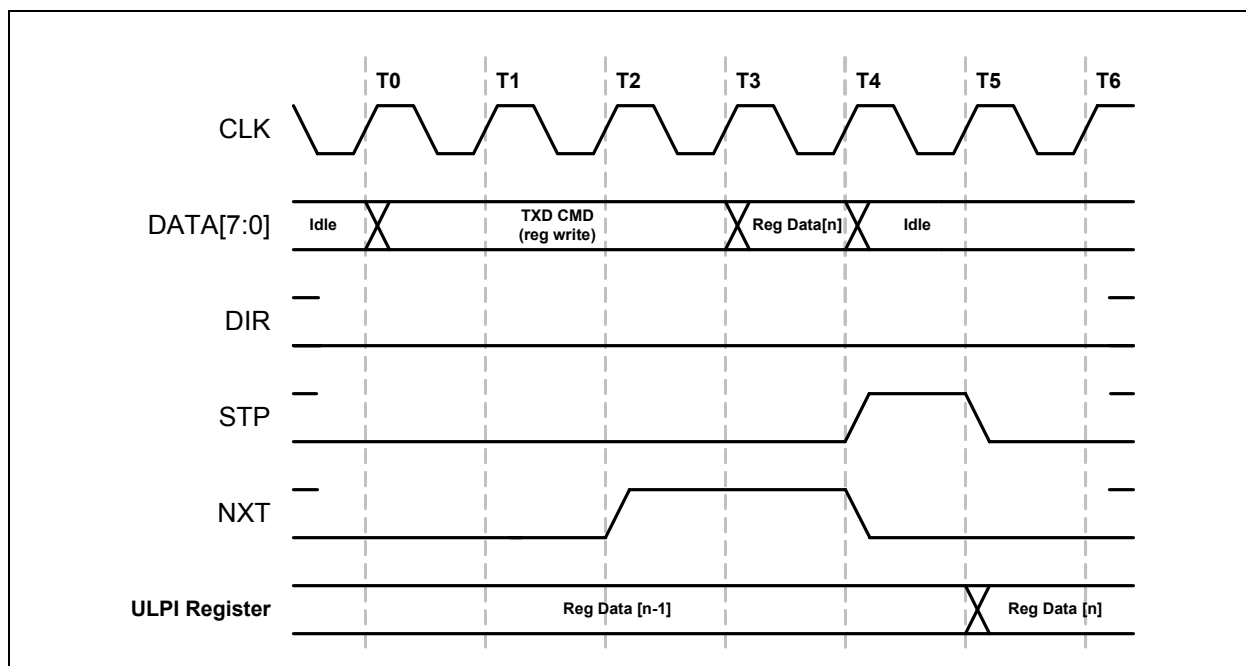 T0 T1 T2 T3 T4 T5 T6
CLK
DATA[7:0] Idle TXD CMD Reg Data[n] Idle
(reg write)
DIR
STP
NXT
ULPI Register Reg Data [n-1] Reg Data [n]